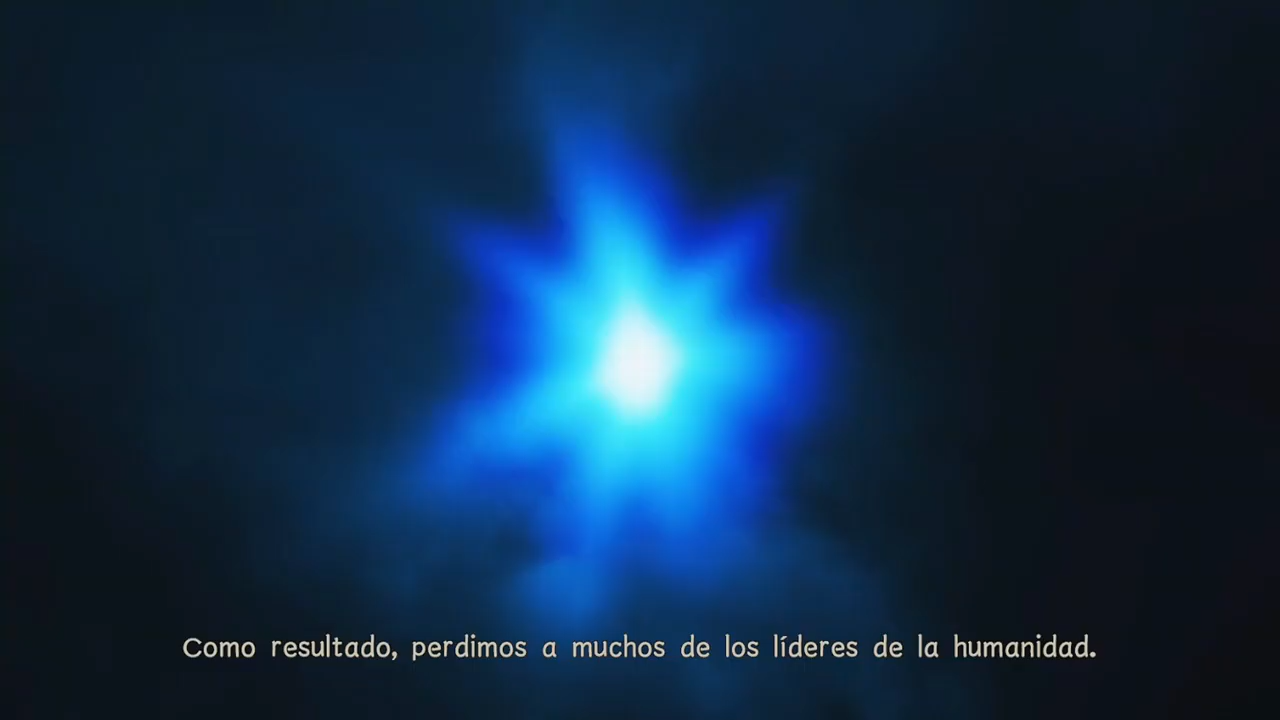 Como resultado, perdimos a muchos de los líderes de la humanidad.